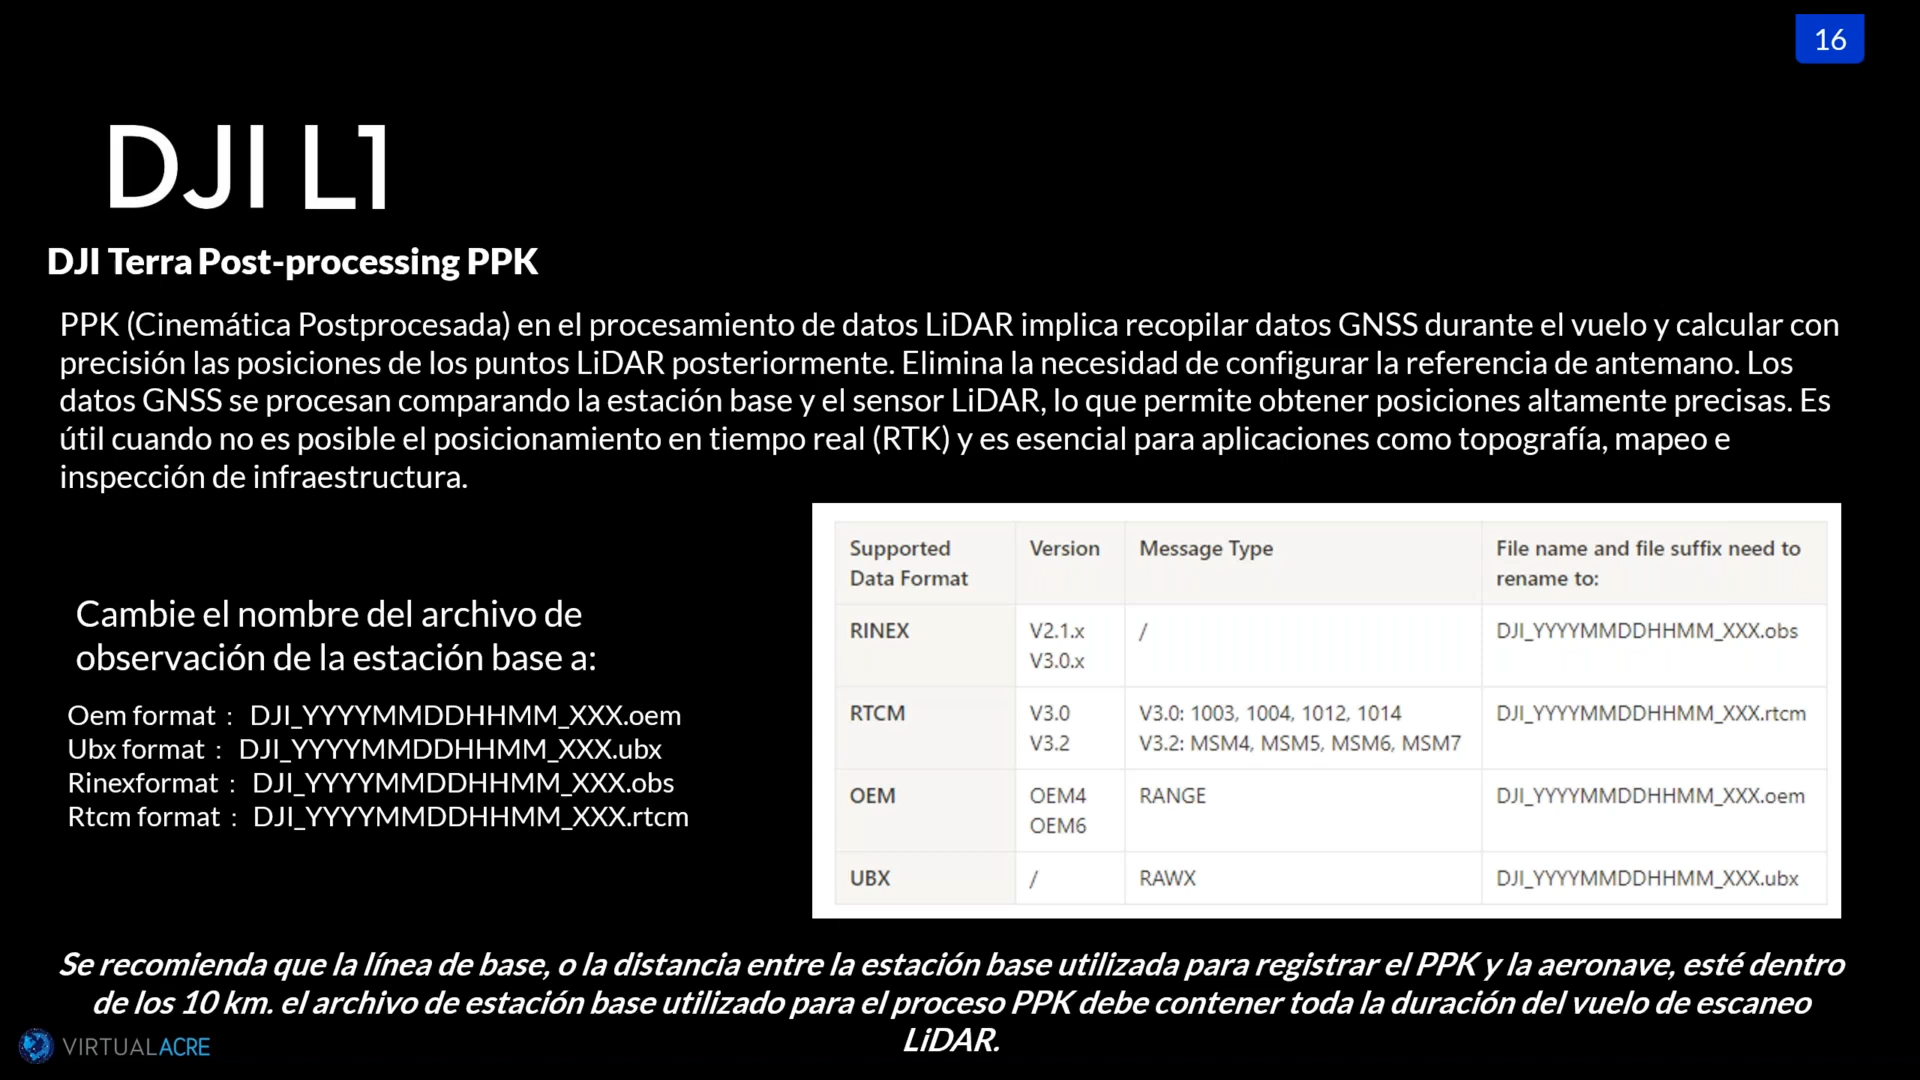 16
DJI L1
DJI Terra Post-processing PPK
PPK (Cinemática Postprocesada) en el procesamiento de datos LiDAR implica recopilar datos GNSS durante el vuelo y calcular con
precisión las posiciones de los puntos LiDAR posteriormente. Elimina la necesidad de configurar la referencia de antemano. Los
datos GNSS se procesan comparando la estación base y el sensor LiDAR, lo que permite obtener posiciones altamente precisas. Es
útil cuando no es posible el posicionamiento en tiempo real (RTK) y es esencial para aplicaciones como topografía, mapeo e
inspección de infraestructura.
Cambie el nombre del archivo de
observación de la estación base a:
Oem format : DJI_YYYYMMDDHHMM_XXX.oem
Ubx format : DJI_YYYYMMDDHHMM_XXX.ubx
Rinexformat : DJI_YYYYMMDDHHMM_XXX.obs
Rtcm format : DJI_YYYYMMDDHHMM_XXX.rtcm
Supported Data Format Version Message Type File name and file suffix need to rename to:
RINEX V2.1.x / DJI_YYYYMMDDHHMM_XXX.obs
V3.0.x
RTCM V3.0 V3.0: 1003, 1004, 1012, 1014 DJI_YYYYMMDDHHMM_XXX.rtcm
V3.2 V3.2: MSM4, MSM5, MSM6, MSM7
OEM OEM4 RANGE DJI_YYYYMMDDHHMM_XXX.oem
OEM6
UBX / RAWX DJI_YYYYMMDDHHMM_XXX.ubx
Se recomienda que la línea de base, o la distancia entre la estación base utilizada para registrar el PPK y la aeronave, esté dentro
de los 10 km. el archivo de estación base utilizado para el proceso PPK debe contener toda la duración del vuelo de escaneo
LiDAR.
VIRTUALACRE